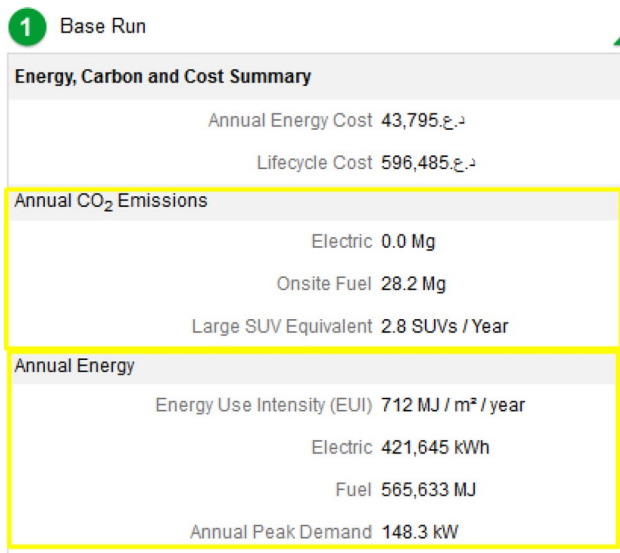 1 Base Run
Energy, Carbon and Cost Summary
Annual Energy Cost د.ع.43,795
Lifecycle Cost د.ع.596,485
Annual CO2 Emissions
Electric 0.0 Mg
Onsite Fuel 28.2 Mg
Large SUV Equivalent 2.8 SUVs / Year
Annual Energy
Energy Use Intensity (EUI) 712 MJ / m² / year
Electric 421,645 kWh
Fuel 565,633 MJ
Annual Peak Demand 148.3 kW